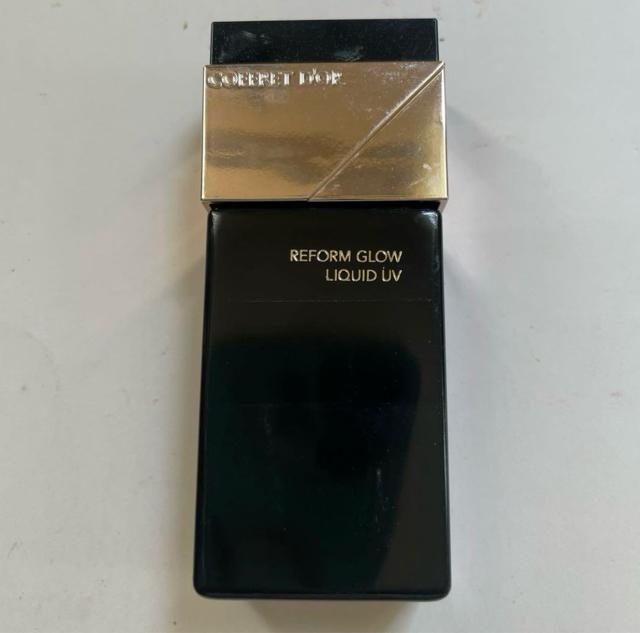 COFFRET D'OR
REFORM GLOW
LIQUID UV